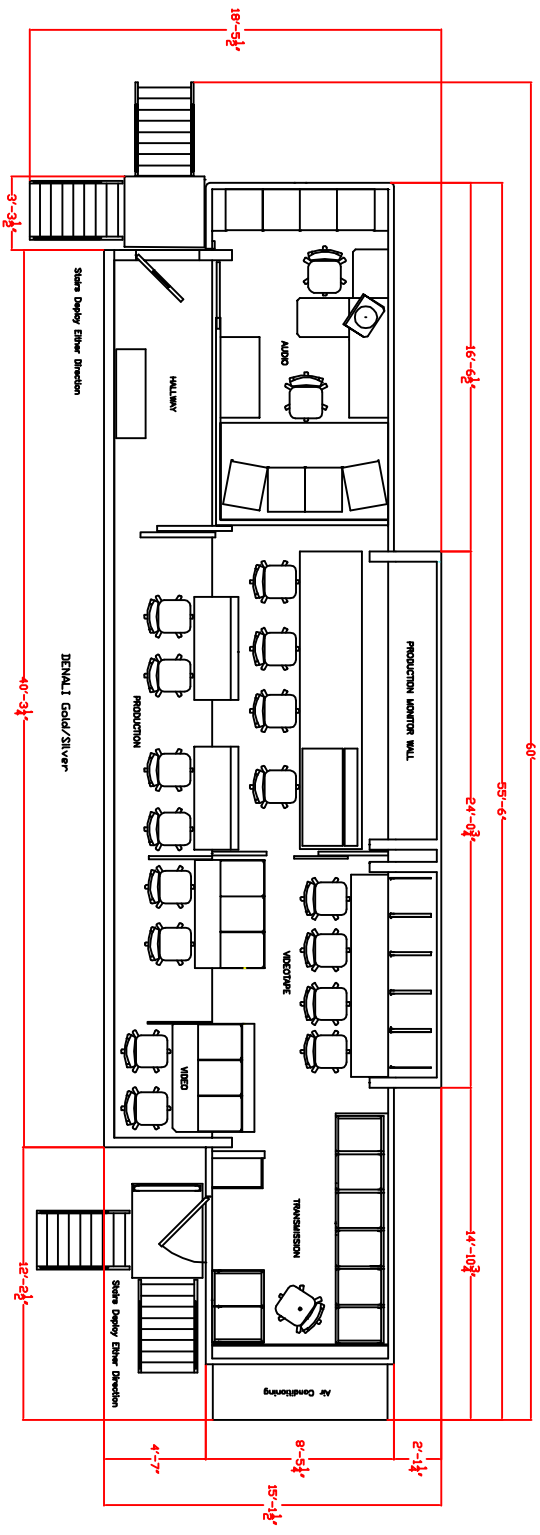 60'
55'-6"
16'-6½"
24'-0¾"
14'-10¾"
18'-5½"
3'-3½"
40'-3¼"
12'-2½"
2'-1¼"
8'-5¼"
4'-7"
15'-1½"
PRODUCTION MONITOR WALL
AUDIO
HALLWAY
PRODUCTION
VIDEOTAPE
VIDEO
TRANSMISSION
Air Conditioning
Stairs Deploy Either Direction
DENALI Gold/Silver
Stairs Deploy Either Direction